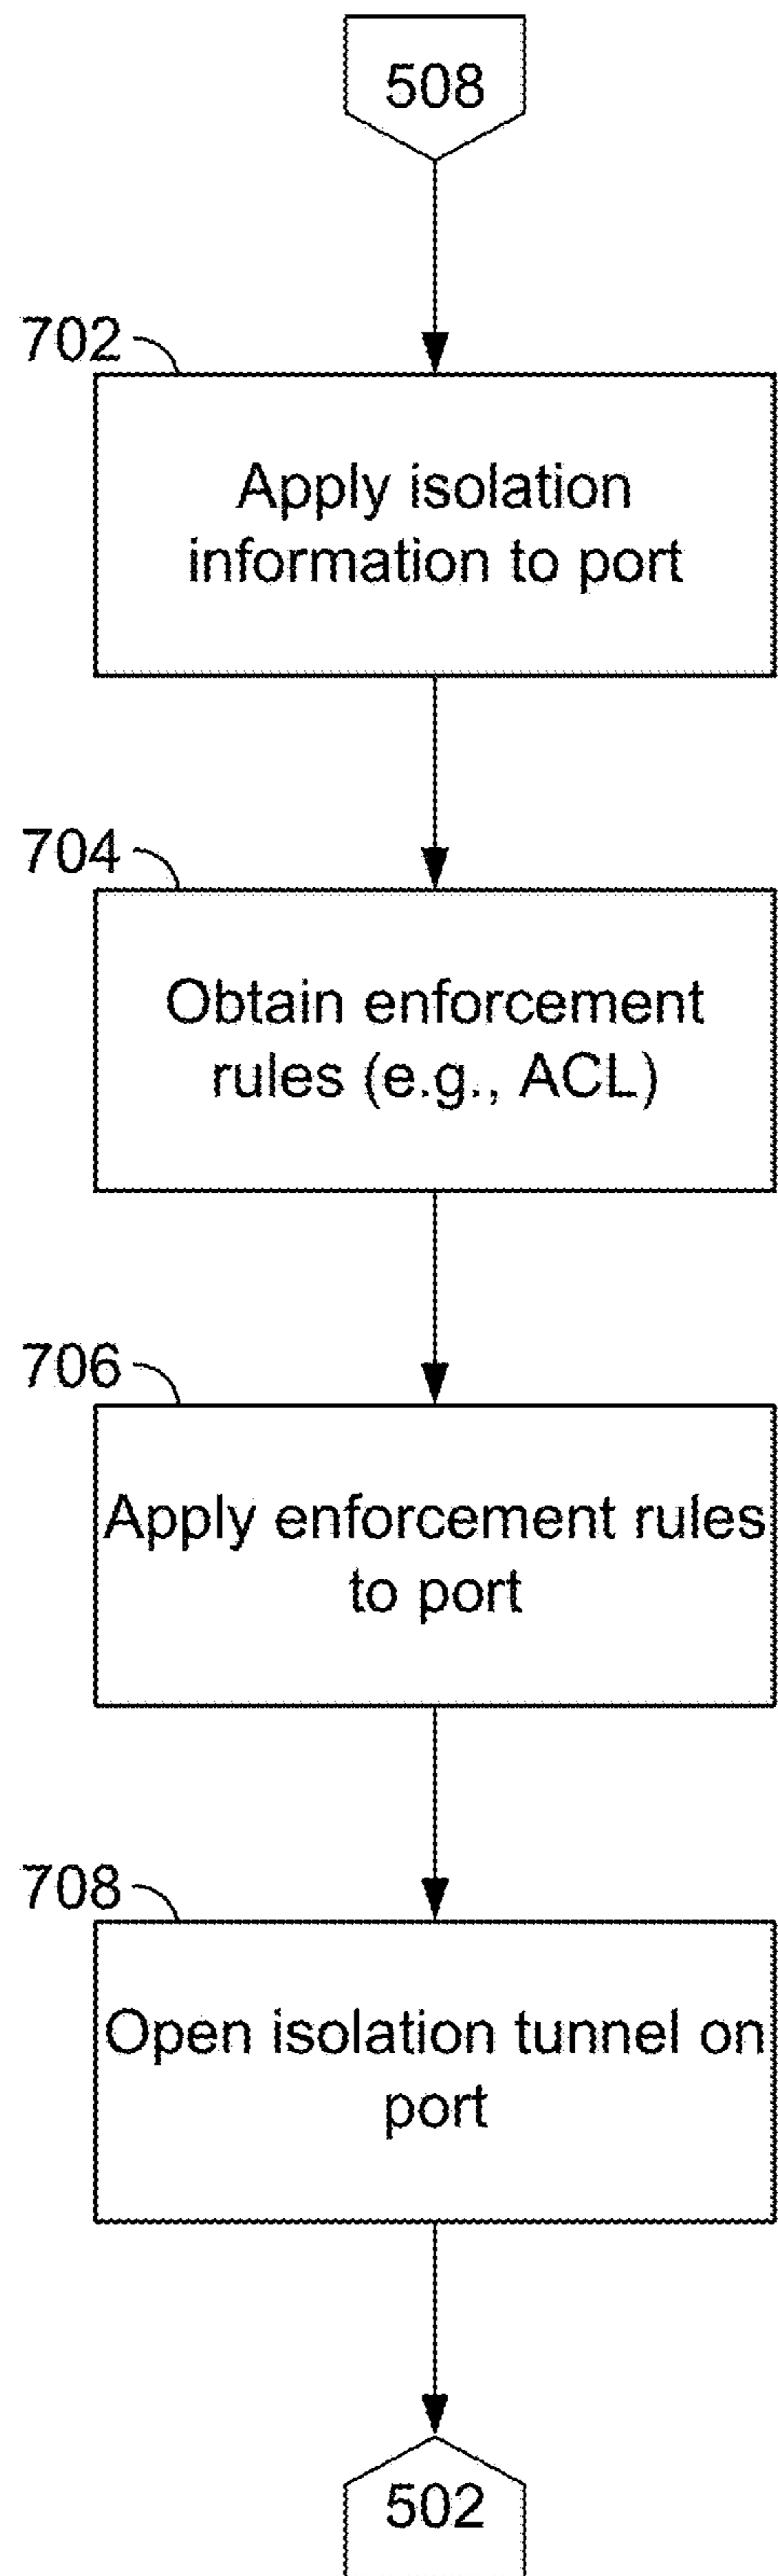 508
702
Apply isolation
information to port
704
Obtain enforcement
rules (e.g., ACL)
706
Apply enforcement rules
to port
708
Open isolation tunnel on
port
502